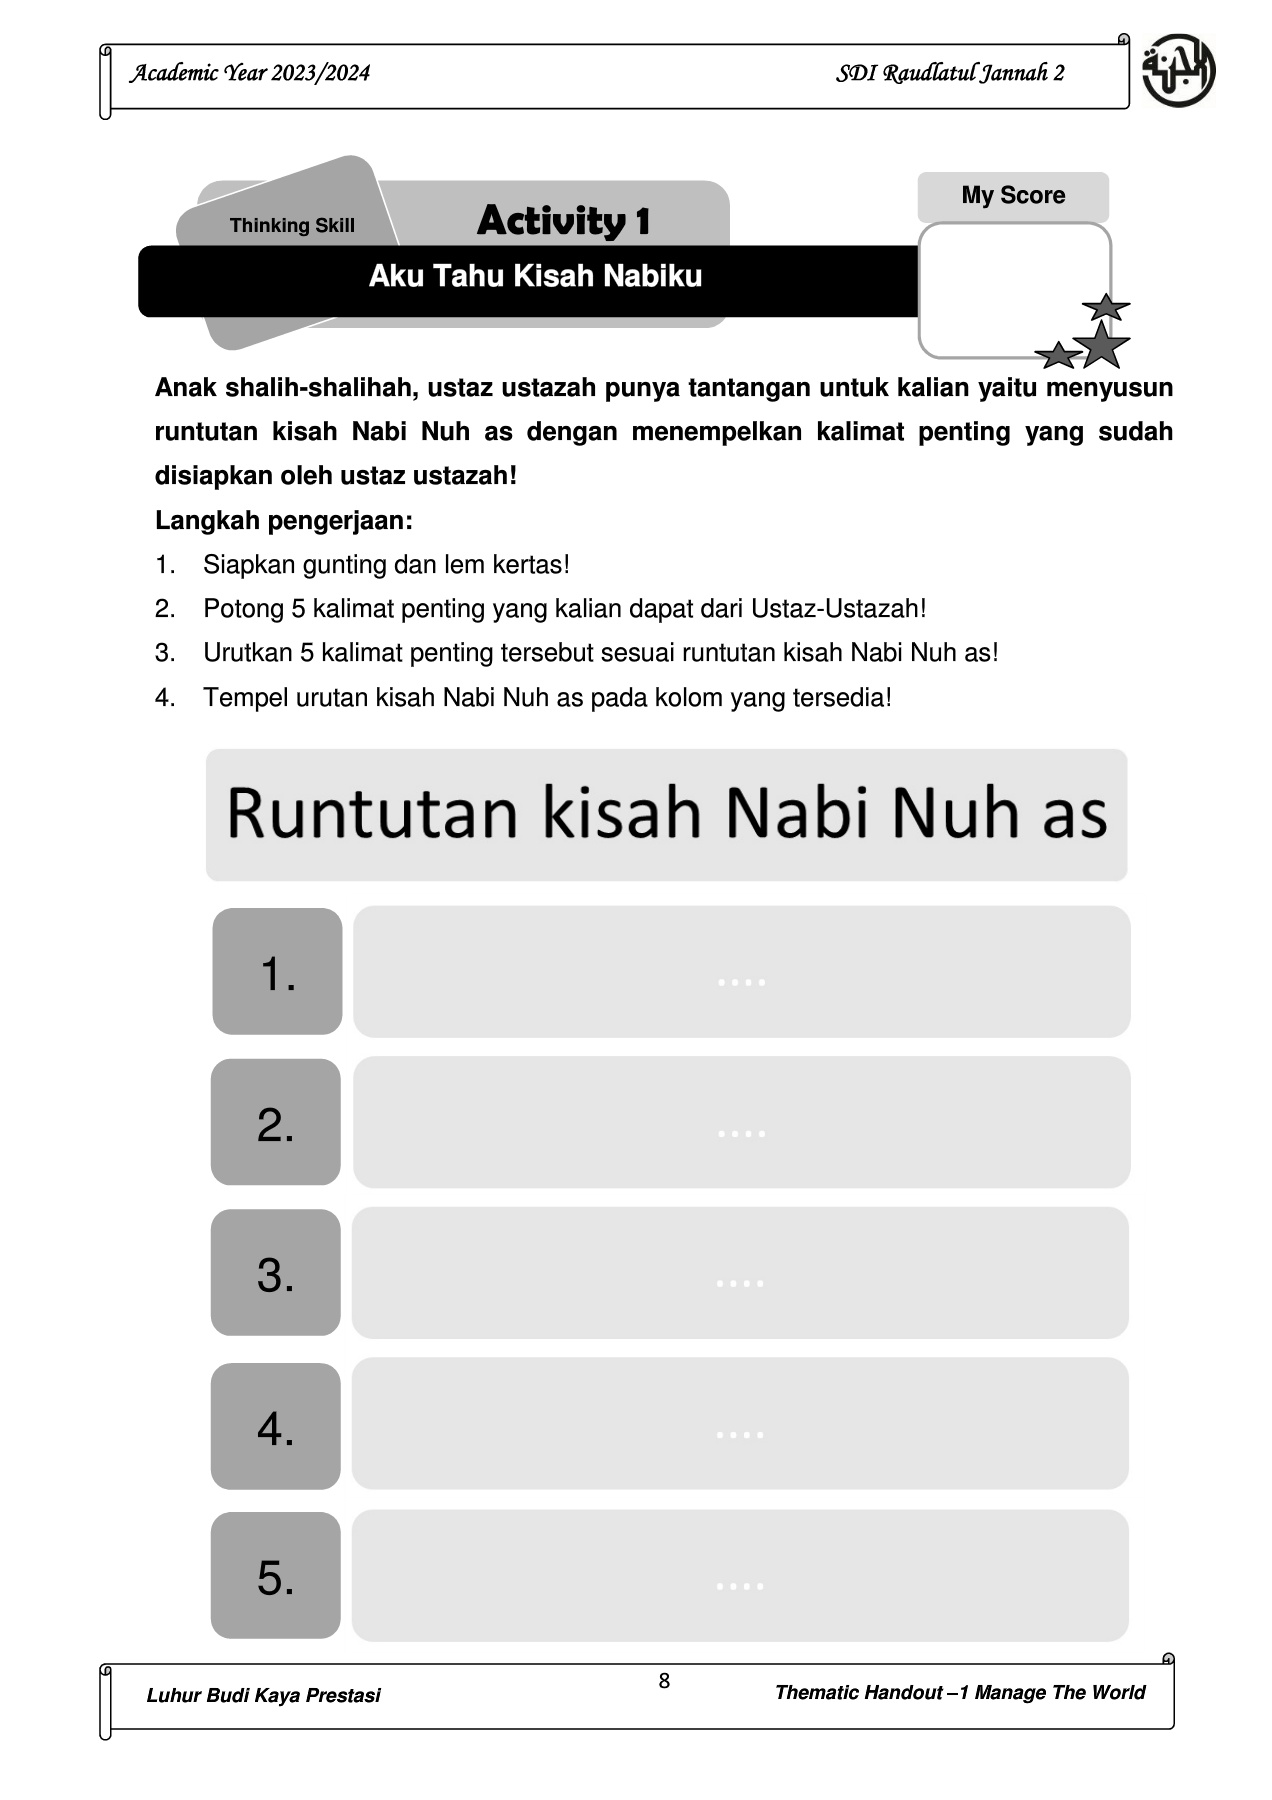 Academic Year 2023/2024 SDI Raudlatul Jannah 2
Thinking Skill
Activity 1
My Score
Aku Tahu Kisah Nabiku
Anak shalih-shalihah, ustaz ustazah punya tantangan untuk kalian yaitu menyusun
runtutan kisah Nabi Nuh as dengan menempelkan kalimat penting yang sudah
disiapkan oleh ustaz ustazah!
Langkah pengerjaan:
1. Siapkan gunting dan lem kertas!
2. Potong 5 kalimat penting yang kalian dapat dari Ustaz-Ustazah!
3. Urutkan 5 kalimat penting tersebut sesuai runtutan kisah Nabi Nuh as!
4. Tempel urutan kisah Nabi Nuh as pada kolom yang tersedia!
Runtutan kisah Nabi Nuh as
1. ....
2. ....
3. ....
4. ....
5. ....
Luhur Budi Kaya Prestasi 8 Thematic Handout –1 Manage The World